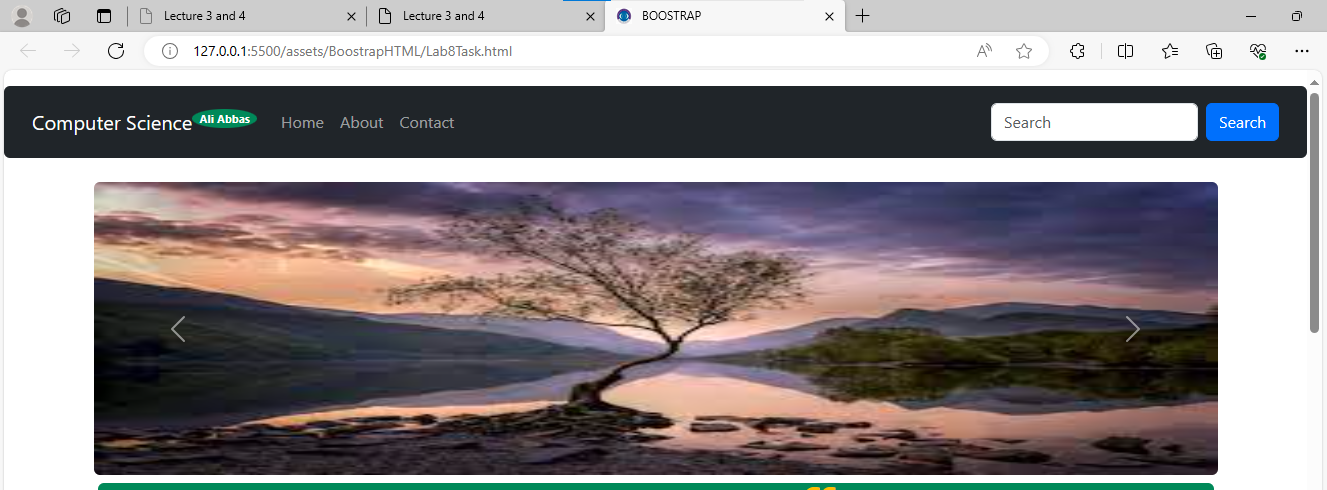 Lecture 3 and 4
Lecture 3 and 4
BOOSTRAP
127.0.0.1:5500/assets/BoostrapHTML/Lab8Task.html
Computer Science Ali Abbas Home About Contact Search Search